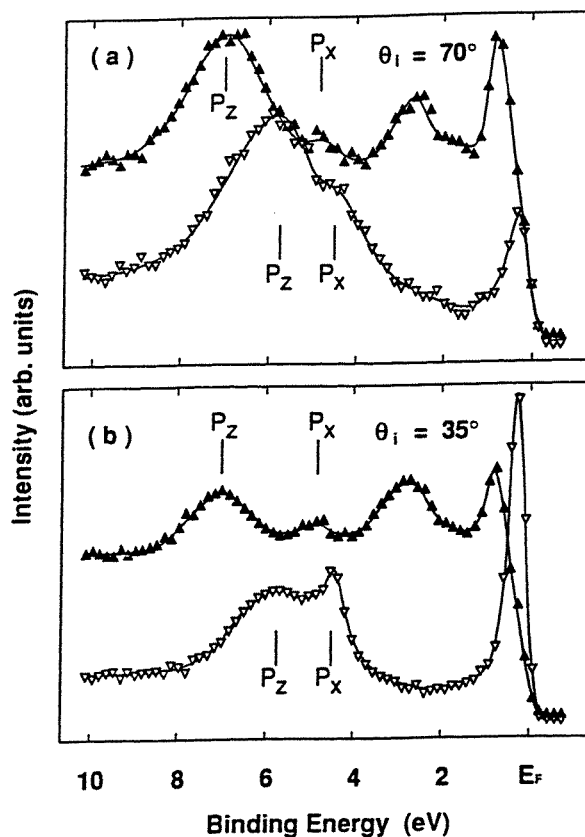 (a)
Px
θi = 70°
Pz
Pz
Px
Intensity (arb. units)
(b)
Pz
Px
θi = 35°
Pz
Px
10
8
6
4
2
EF
Binding Energy (eV)